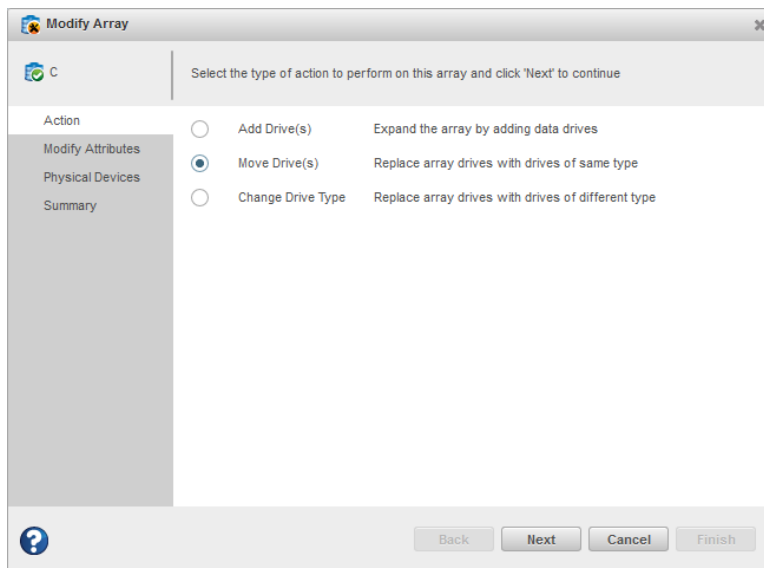 Modify Array
C
Select the type of action to perform on this array and click 'Next' to continue
Action
Modify Attributes
Physical Devices
Summary
Add Drive(s) Expand the array by adding data drives
Move Drive(s) Replace array drives with drives of same type
Change Drive Type Replace array drives with drives of different type
?
Back Next Cancel Finish